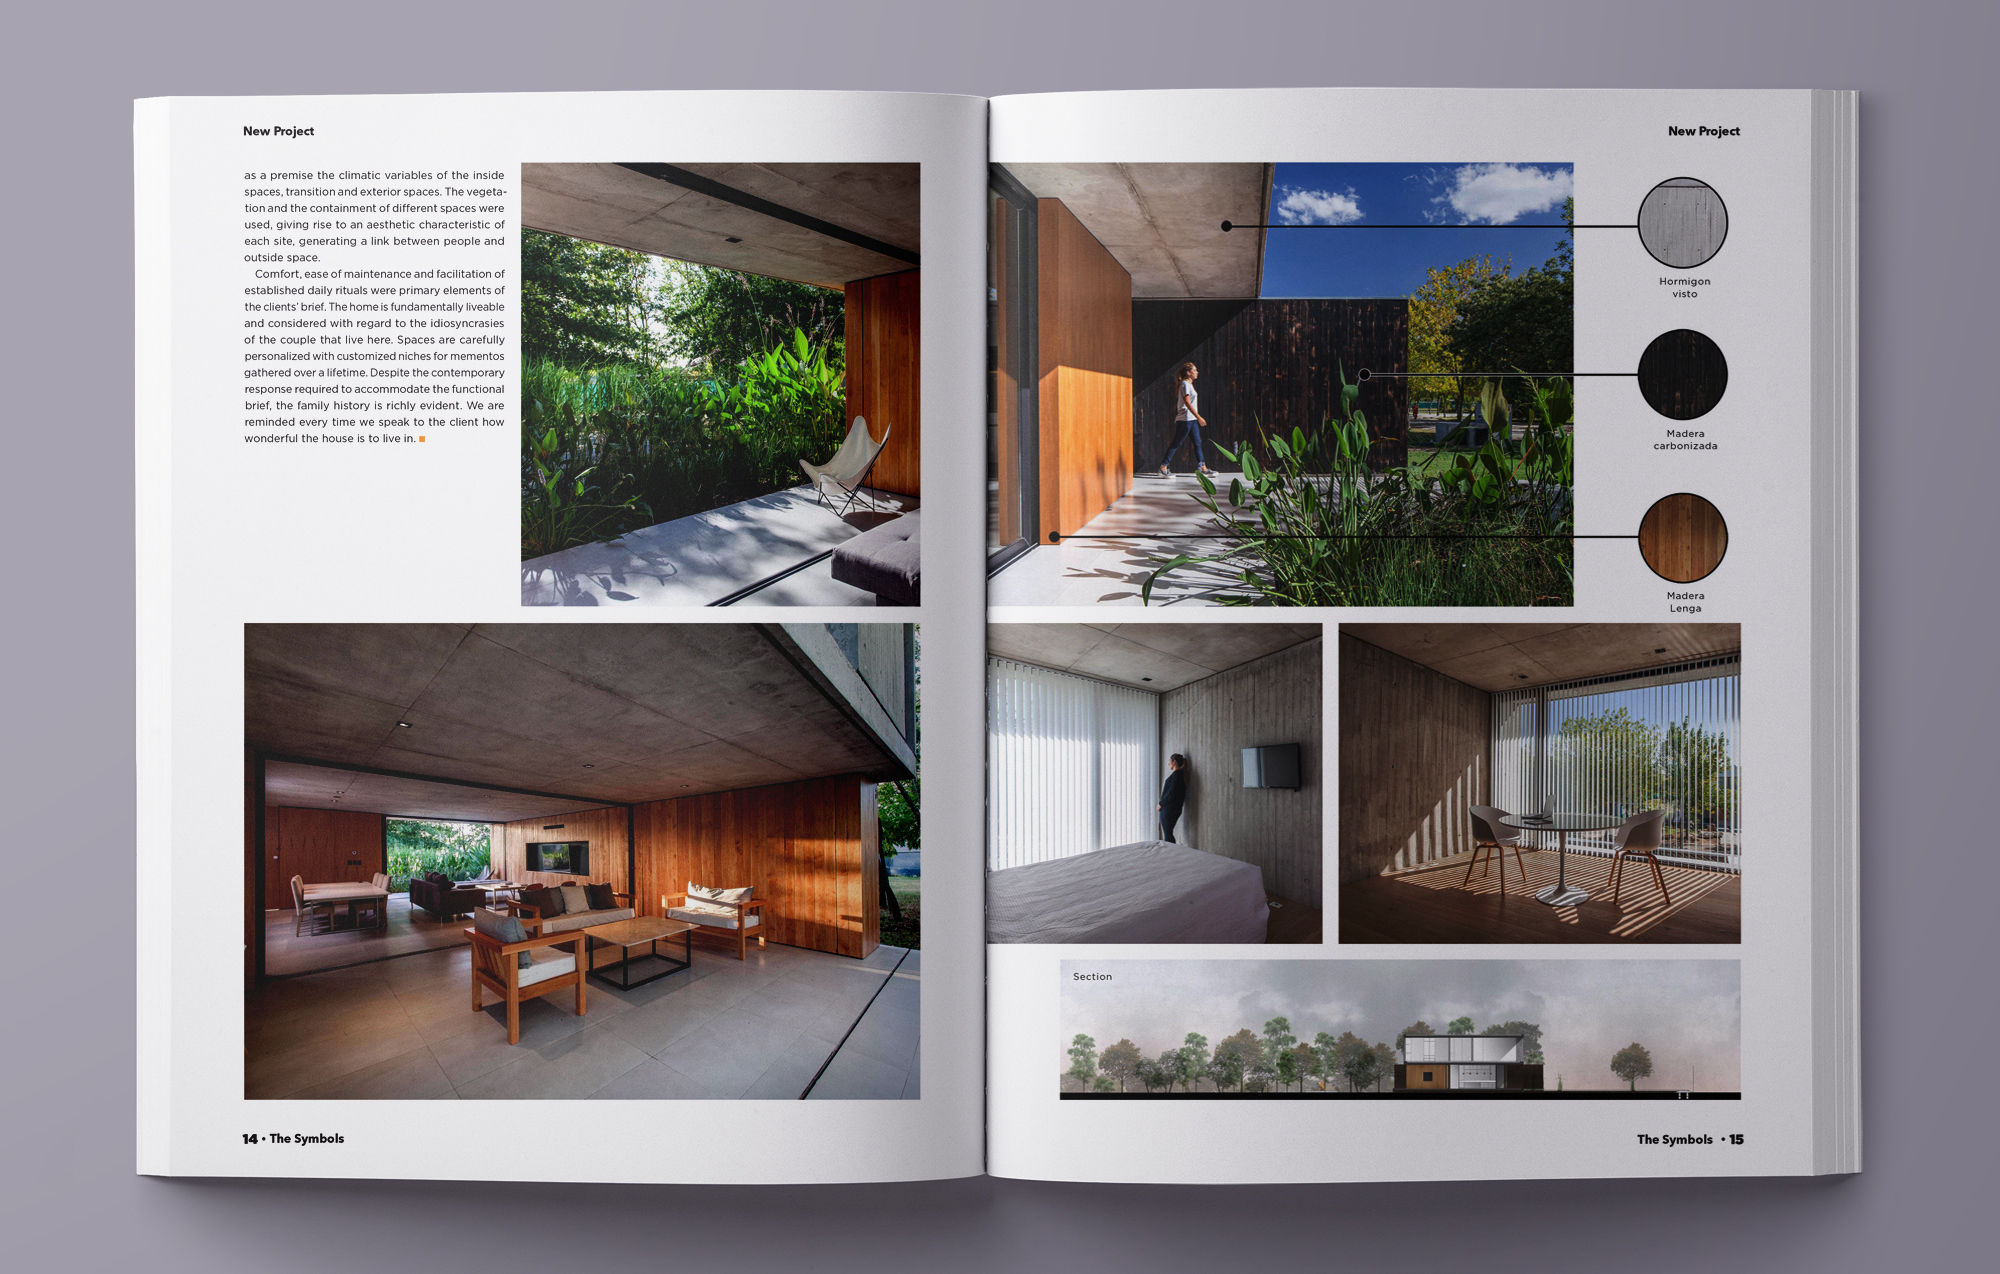 New Project
as a premise the climatic variables of the inside
spaces, transition and exterior spaces. The vegeta-
tion and the containment of different spaces were
used, giving rise to an aesthetic characteristic of
each site, generating a link between people and
outside space.
Comfort, ease of maintenance and facilitation of
established daily rituals were primary elements of
the clients' brief. The home is fundamentally liveable
and considered with regard to the idiosyncrasies
of the couple that live here. Spaces are carefully
personalized with customized niches for mementos
gathered over a lifetime. Despite the contemporary
response required to accommodate the functional
brief, the family history is richly evident. We are
reminded every time we speak to the client how
wonderful the house is to live in.
14 • The Symbols
New Project
Hormigon
visto
Madera
carbonizada
Madera
Lenga
Section
The Symbols • 15